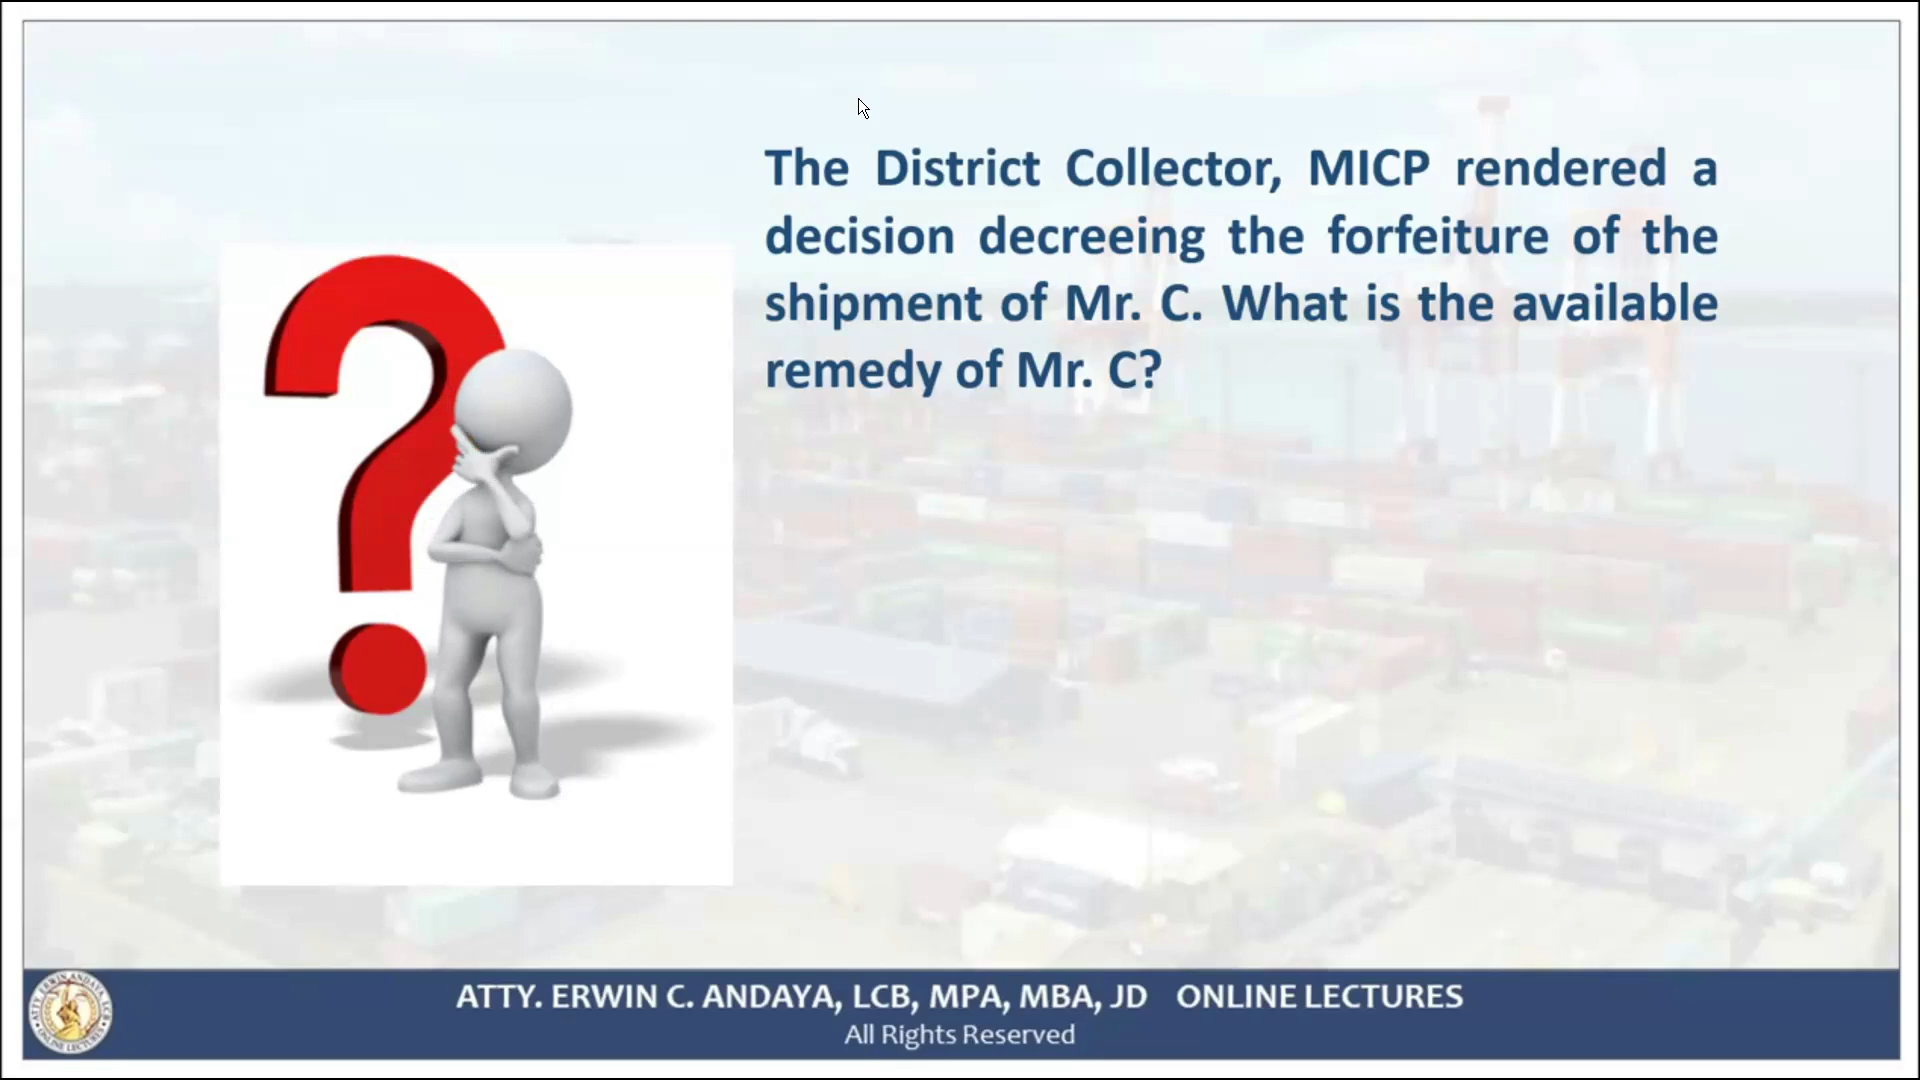 The District Collector, MICP rendered a
decision decreeing the forfeiture of the
shipment of Mr. C. What is the available
remedy of Mr. C?
ATTY. ERWIN C. ANDAYA, LCB, MPA, MBA, JD ONLINE LECTURES
All Rights Reserved